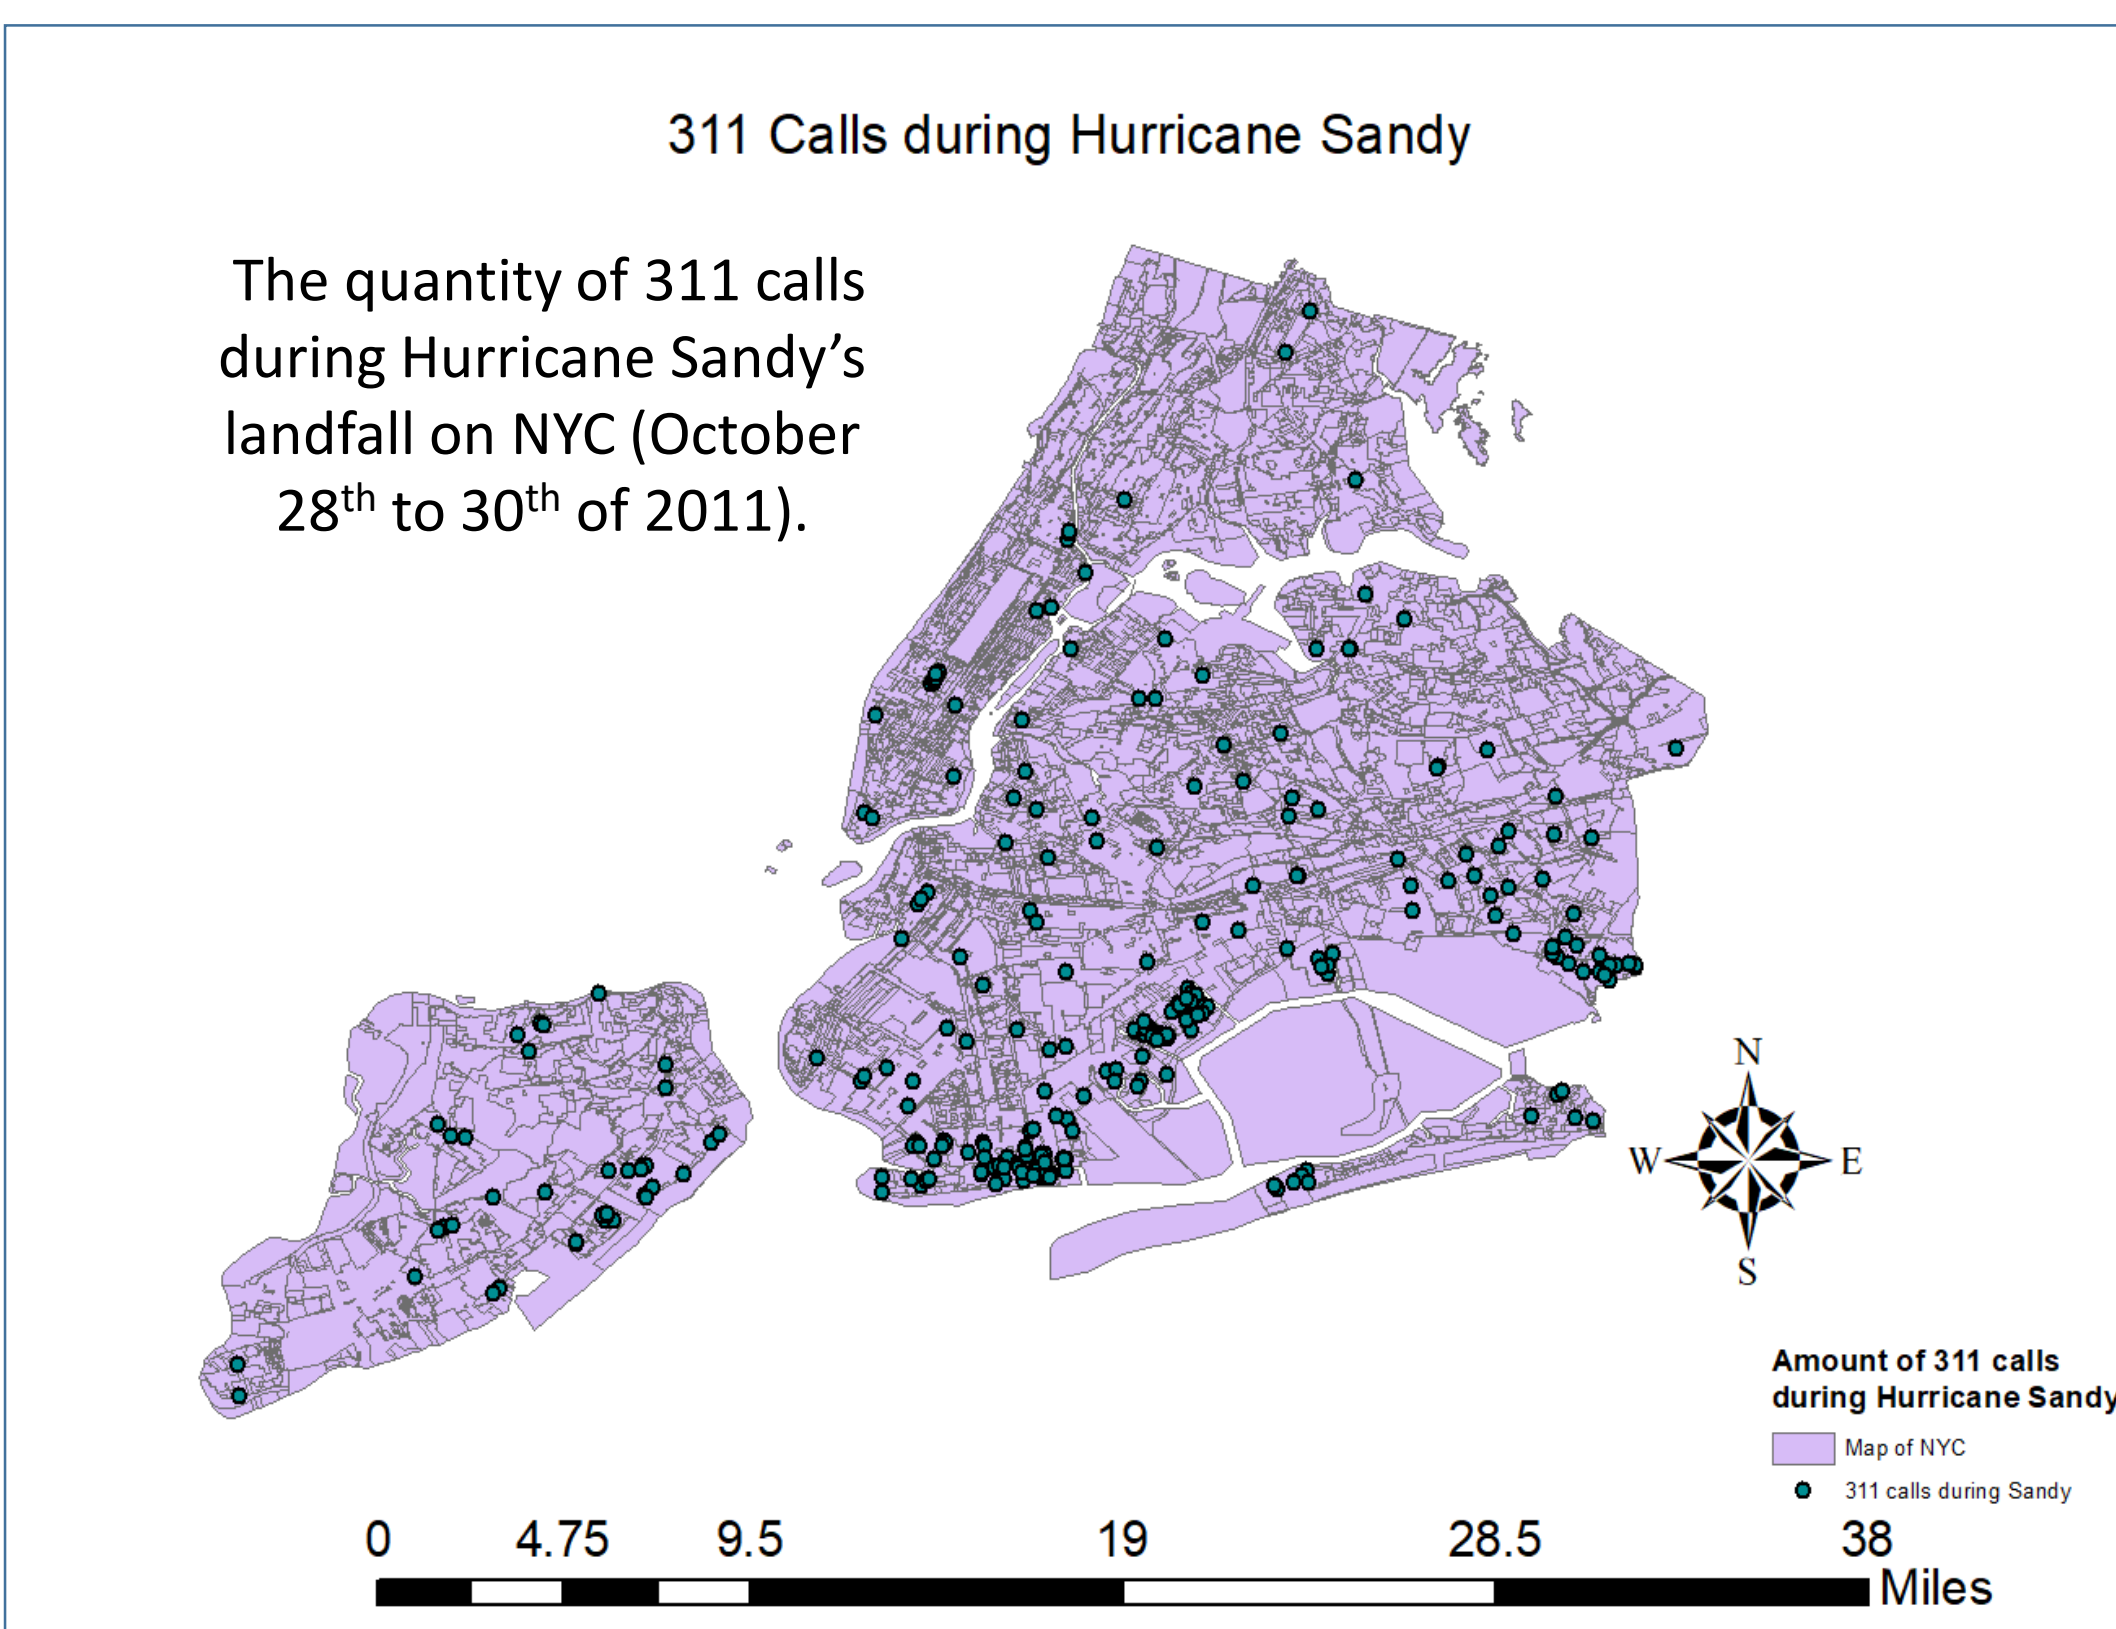 311 Calls during Hurricane Sandy
The quantity of 311 calls
during Hurricane Sandy’s
landfall on NYC (October
28th to 30th of 2011).
N
W E
S
Amount of 311 calls
during Hurricane Sandy
Map of NYC
311 calls during Sandy
0 4.75 9.5 19 28.5 38
Miles